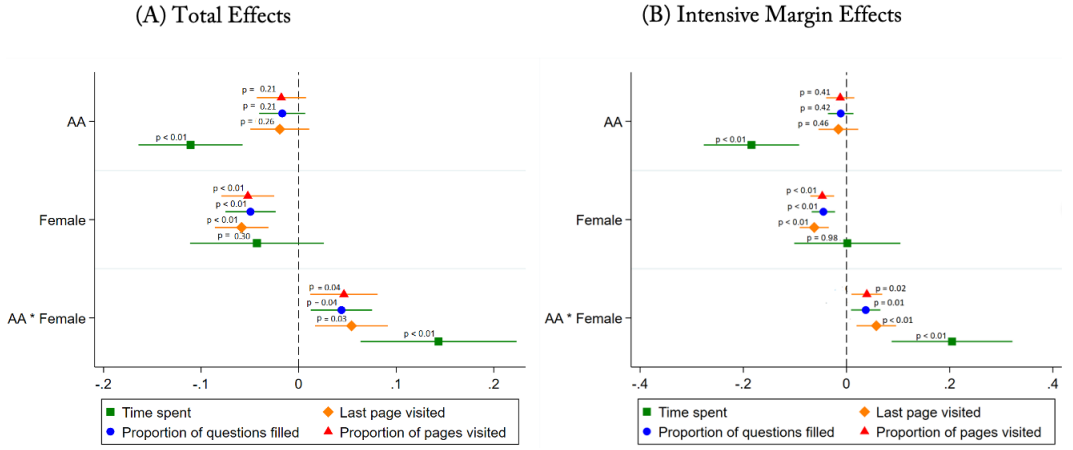 (A) Total Effects
p = 0.21
p = 0.21
p = 0.26
AA
p < 0.01
p < 0.01
p < 0.01
p < 0.01
Female
p = 0.30
p = 0.04
p = 0.04
p = 0.03
AA * Female
p < 0.01
-.2 -.1 0 .1 .2
Time spent Last page visited
Proportion of questions filled Proportion of pages visited
(B) Intensive Margin Effects
p = 0.41
p = 0.42
p = 0.46
AA
p < 0.01
p < 0.01
p < 0.01
p < 0.01
Female
p = 0.98
p = 0.02
p = 0.01
p < 0.01
AA * Female
p < 0.01
-.4 -.2 0 .2 .4
Time spent Last page visited
Proportion of questions filled Proportion of pages visited